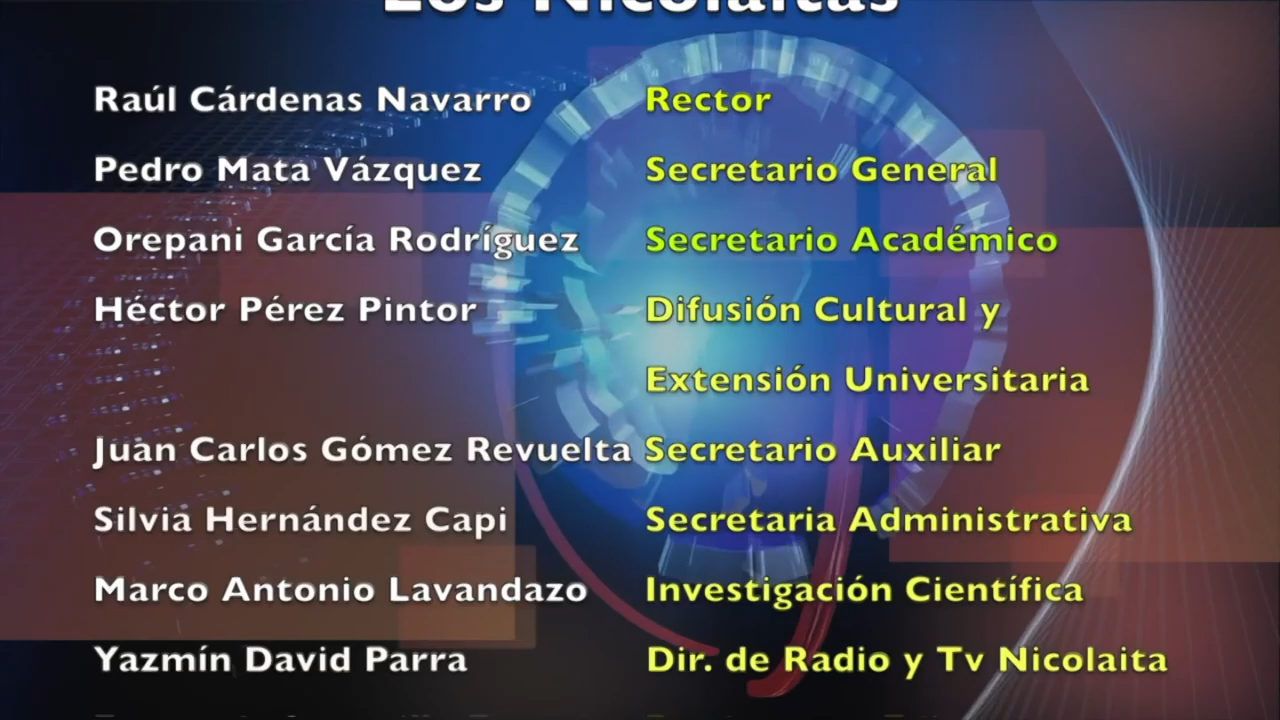 Los Nicolaitas
Raúl Cárdenas Navarro Rector
Pedro Mata Vázquez Secretario General
Orepani García Rodríguez Secretario Académico
Héctor Pérez Pintor Difusión Cultural y
Extensión Universitaria
Juan Carlos Gómez Revuelta Secretario Auxiliar
Silvia Hernández Capi Secretaria Administrativa
Marco Antonio Lavandazo Investigación Científica
Yazmín David Parra Dir. de Radio y Tv Nicolaita